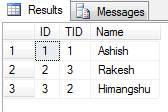 Results Messages
ID TID Name
1 1 1 Ashish
2 2 3 Rakesh
3 3 2 Himangshu